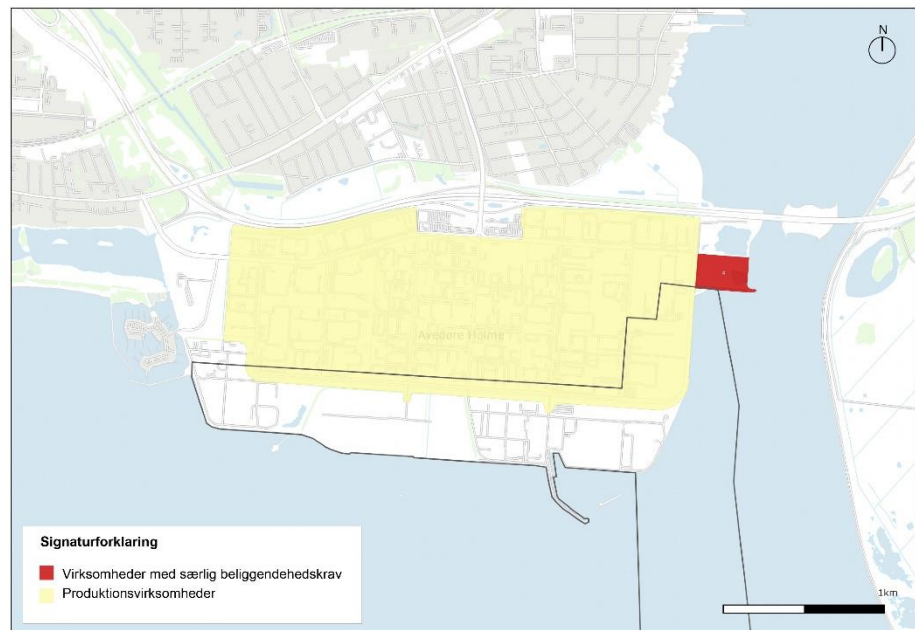 N
Avedøre Holme
Signaturforklaring
Virksomheder med særlig beliggendehedskrav
Produktionsvirksomheder
1km